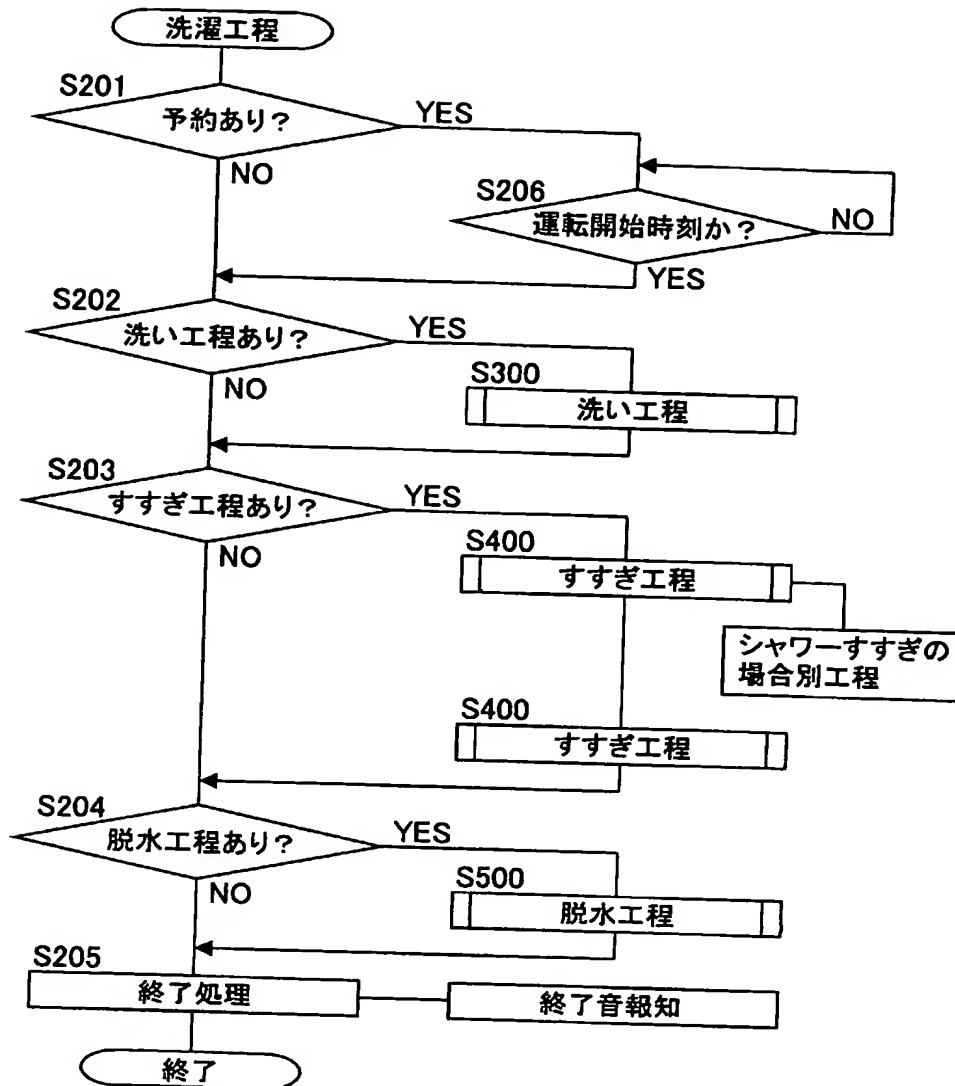 洗濯工程
S201
予約あり?
YES
NO
S206
運転開始時刻か?
NO
YES
S202
洗い工程あり?
YES
NO
S300
洗い工程
S203
すすぎ工程あり?
YES
NO
S400
すすぎ工程
シャワーすすぎの
場合別工程
S400
すすぎ工程
S204
脱水工程あり?
YES
NO
S500
脱水工程
S205
終了処理
終了音報知
終了